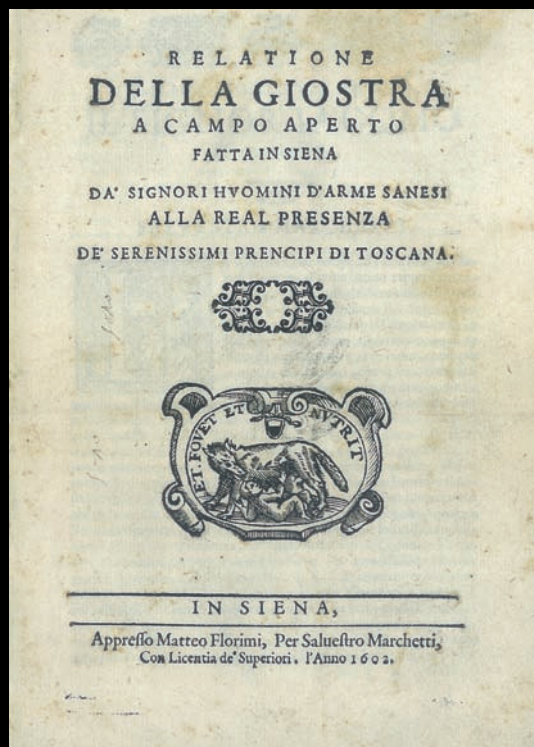 RELATIONE
DELLA GIOSTRA
A CAMPO APERTO
FATTA IN SIENA
DA' SIGNORI HVOMINI D'ARME SANESI
ALLA REAL PRESENZA
DE' SERENISSIMI PRENCIPI DI TOSCANA.
ET FOVET ET NVTRIT
IN SIENA,
Appreſſo Matteo Florimi, Per Salueſtro Marchetti,
Con Licentia de' Superiori. l'Anno 1602.